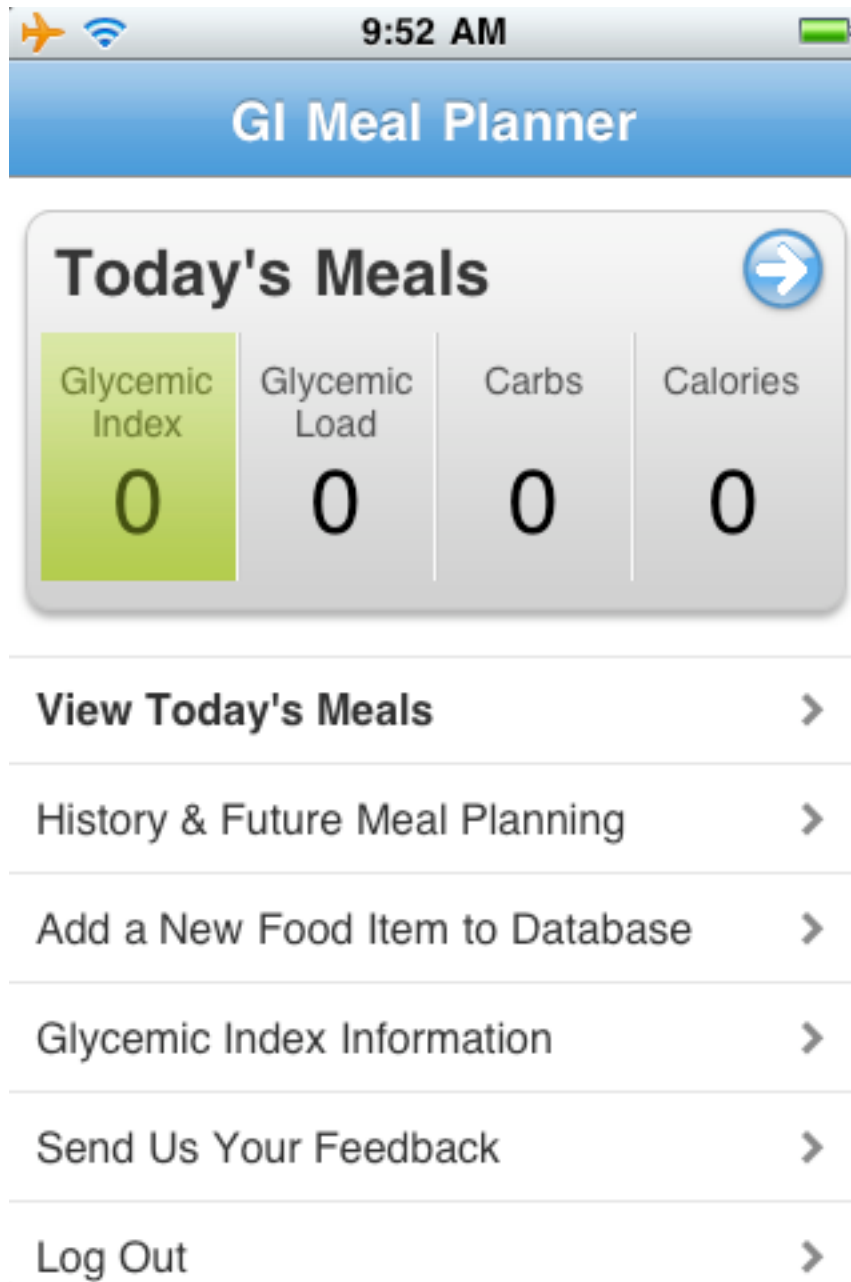 9:52 AM
GI Meal Planner
Today's Meals
Glycemic Index
0
Glycemic Load
0
Carbs
0
Calories
0
View Today's Meals
History & Future Meal Planning
Add a New Food Item to Database
Glycemic Index Information
Send Us Your Feedback
Log Out